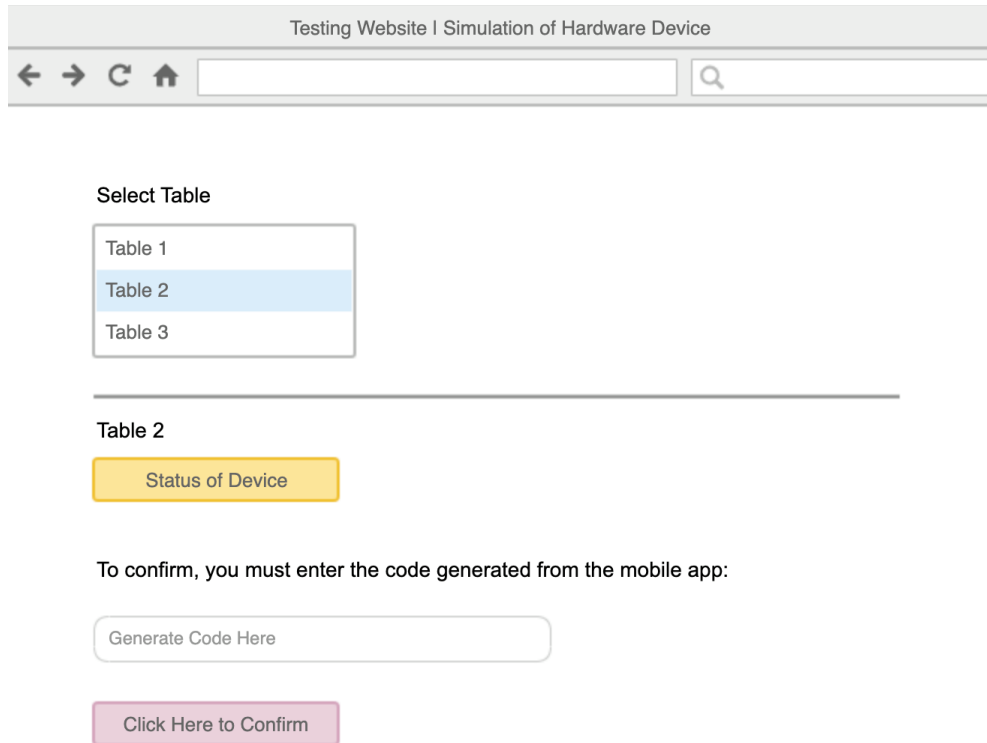 Testing Website I Simulation of Hardware Device
Select Table
Table 1
Table 2
Table 3
Table 2
Status of Device
To confirm, you must enter the code generated from the mobile app:
Generate Code Here
Click Here to Confirm